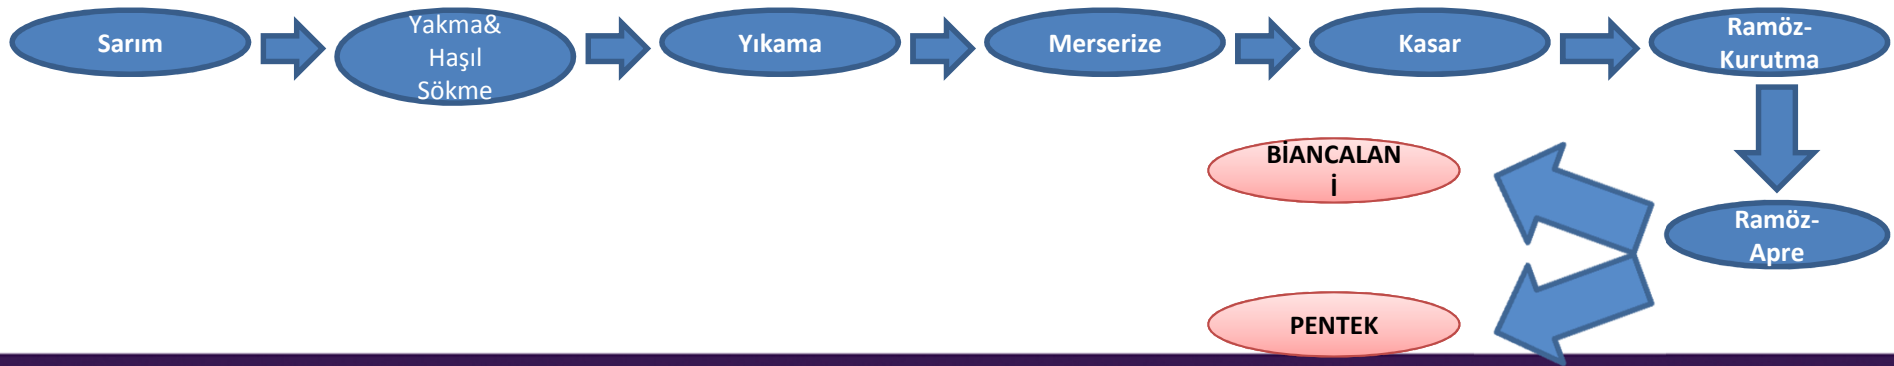 Sarım
Yakma&
Haşıl
Sökme
Yıkama
Merserize
Kasar
Ramöz-
Kurutma
Ramöz-
Apre
BİANCALAN
İ
PENTEK